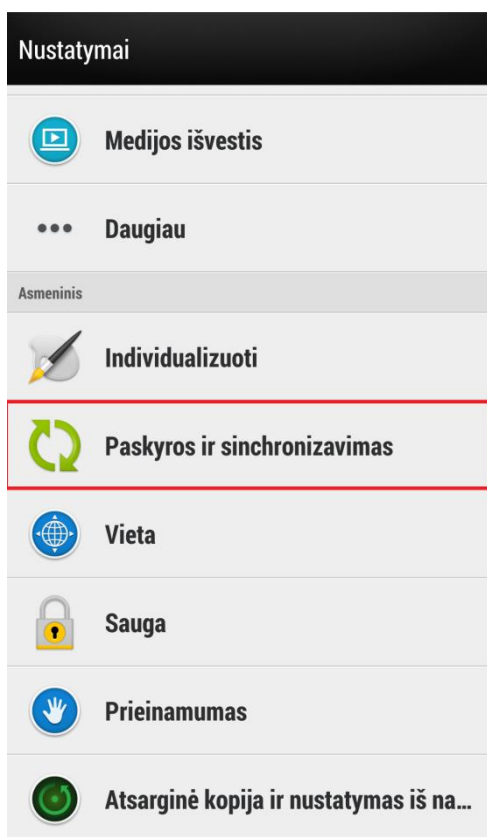 Nustatymai
Medijos išvestis
Daugiau
Asmeninis
Individualizuoti
Paskyros ir sinchronizavimas
Vieta
Sauga
Prieinamumas
Atsarginė kopija ir nustatymas iš na...